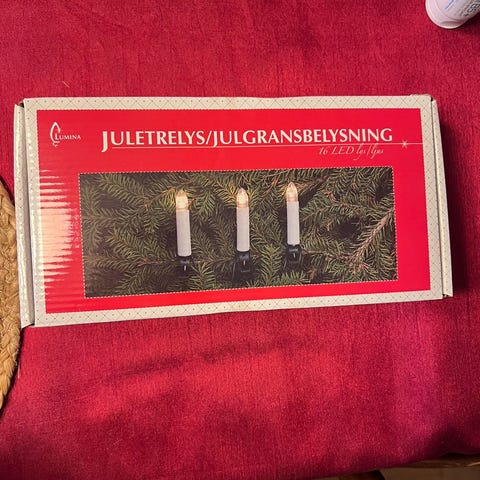 LUMINA
JULETRELYS/JULGRANSBELYSNING
16 LED lys/ljus